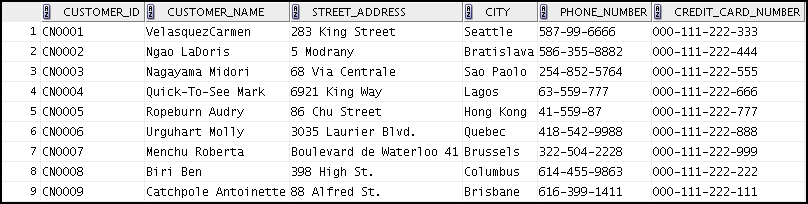 CUSTOMER_ID CUSTOMER_NAME STREET_ADDRESS CITY PHONE_NUMBER CREDIT_CARD_NUMBER
1 CN0001 VelasquezCarmen 283 King Street Seattle 587-99-6666 000-111-222-333
2 CN0002 Ngao LaDoris 5 Modrany Bratislava 586-355-8882 000-111-222-444
3 CN0003 Nagayama Midori 68 Via Centrale Sao Paolo 254-852-5764 000-111-222-555
4 CN0004 Quick-To-See Mark 6921 King Way Lagos 63-559-777 000-111-222-666
5 CN0005 Ropeburn Audry 86 Chu Street Hong Kong 41-559-87 000-111-222-777
6 CN0006 Urguhart Molly 3035 Laurier Blvd. Quebec 418-542-9988 000-111-222-888
7 CN0007 Menchu Roberta Boulevard de Waterloo 41 Brussels 322-504-2228 000-111-222-999
8 CN0008 Biri Ben 398 High St. Columbus 614-455-9863 000-111-222-222
9 CN0009 Catchpole Antoinette 88 Alfred St. Brisbane 616-399-1411 000-111-222-111